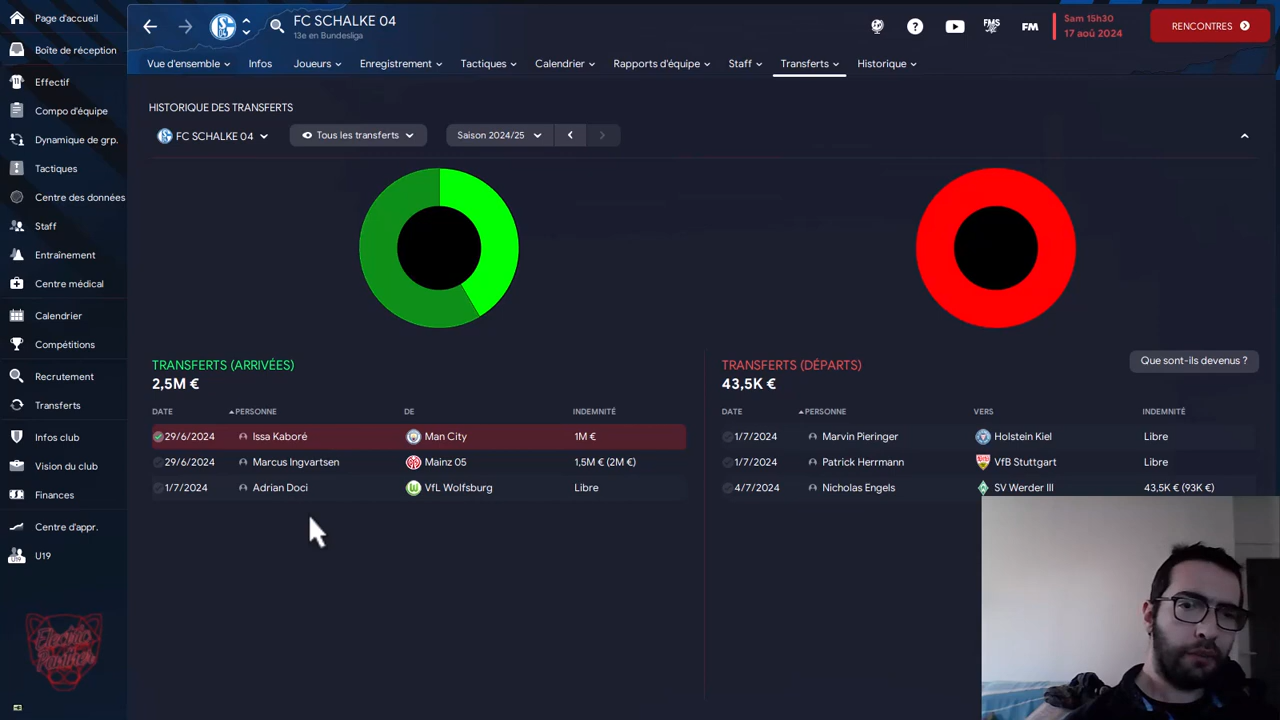 Page d'accueil
Boîte de réception
Effectif
Compo d'équipe
Dynamique de grp.
Tactiques
Centre des données
Staff
Entraînement
Centre médical
Calendrier
Compétitions
Recrutement
Transferts
Infos club
Vision du club
Finances
Centre d'appr.
U19
U19
Electric Panther
FC SCHALKE 04
13e en Bundesliga
FMS
FM
Sam 15h30
17 aoû 2024
RENCONTRES
Vue d'ensemble
Infos
Joueurs
Enregistrement
Tactiques
Calendrier
Rapports d'équipe
Staff
Transferts
Historique
HISTORIQUE DES TRANSFERTS
FC SCHALKE 04
Tous les transferts
Saison 2024/25
TRANSFERTS (ARRIVÉES)
2,5M €
DATE PERSONNE DE INDEMNITÉ
29/6/2024 Issa Kaboré Man City 1M €
29/6/2024 Marcus Ingvartsen Mainz 05 1,5M € (2M €)
1/7/2024 Adrian Doci VfL Wolfsburg Libre
TRANSFERTS (DÉPARTS)
43,5K €
Que sont-ils devenus ?
DATE PERSONNE VERS INDEMNITÉ
1/7/2024 Marvin Pieringer Holstein Kiel Libre
1/7/2024 Patrick Herrmann VfB Stuttgart Libre
4/7/2024 Nicholas Engels SV Werder III 43,5K € (93K €)